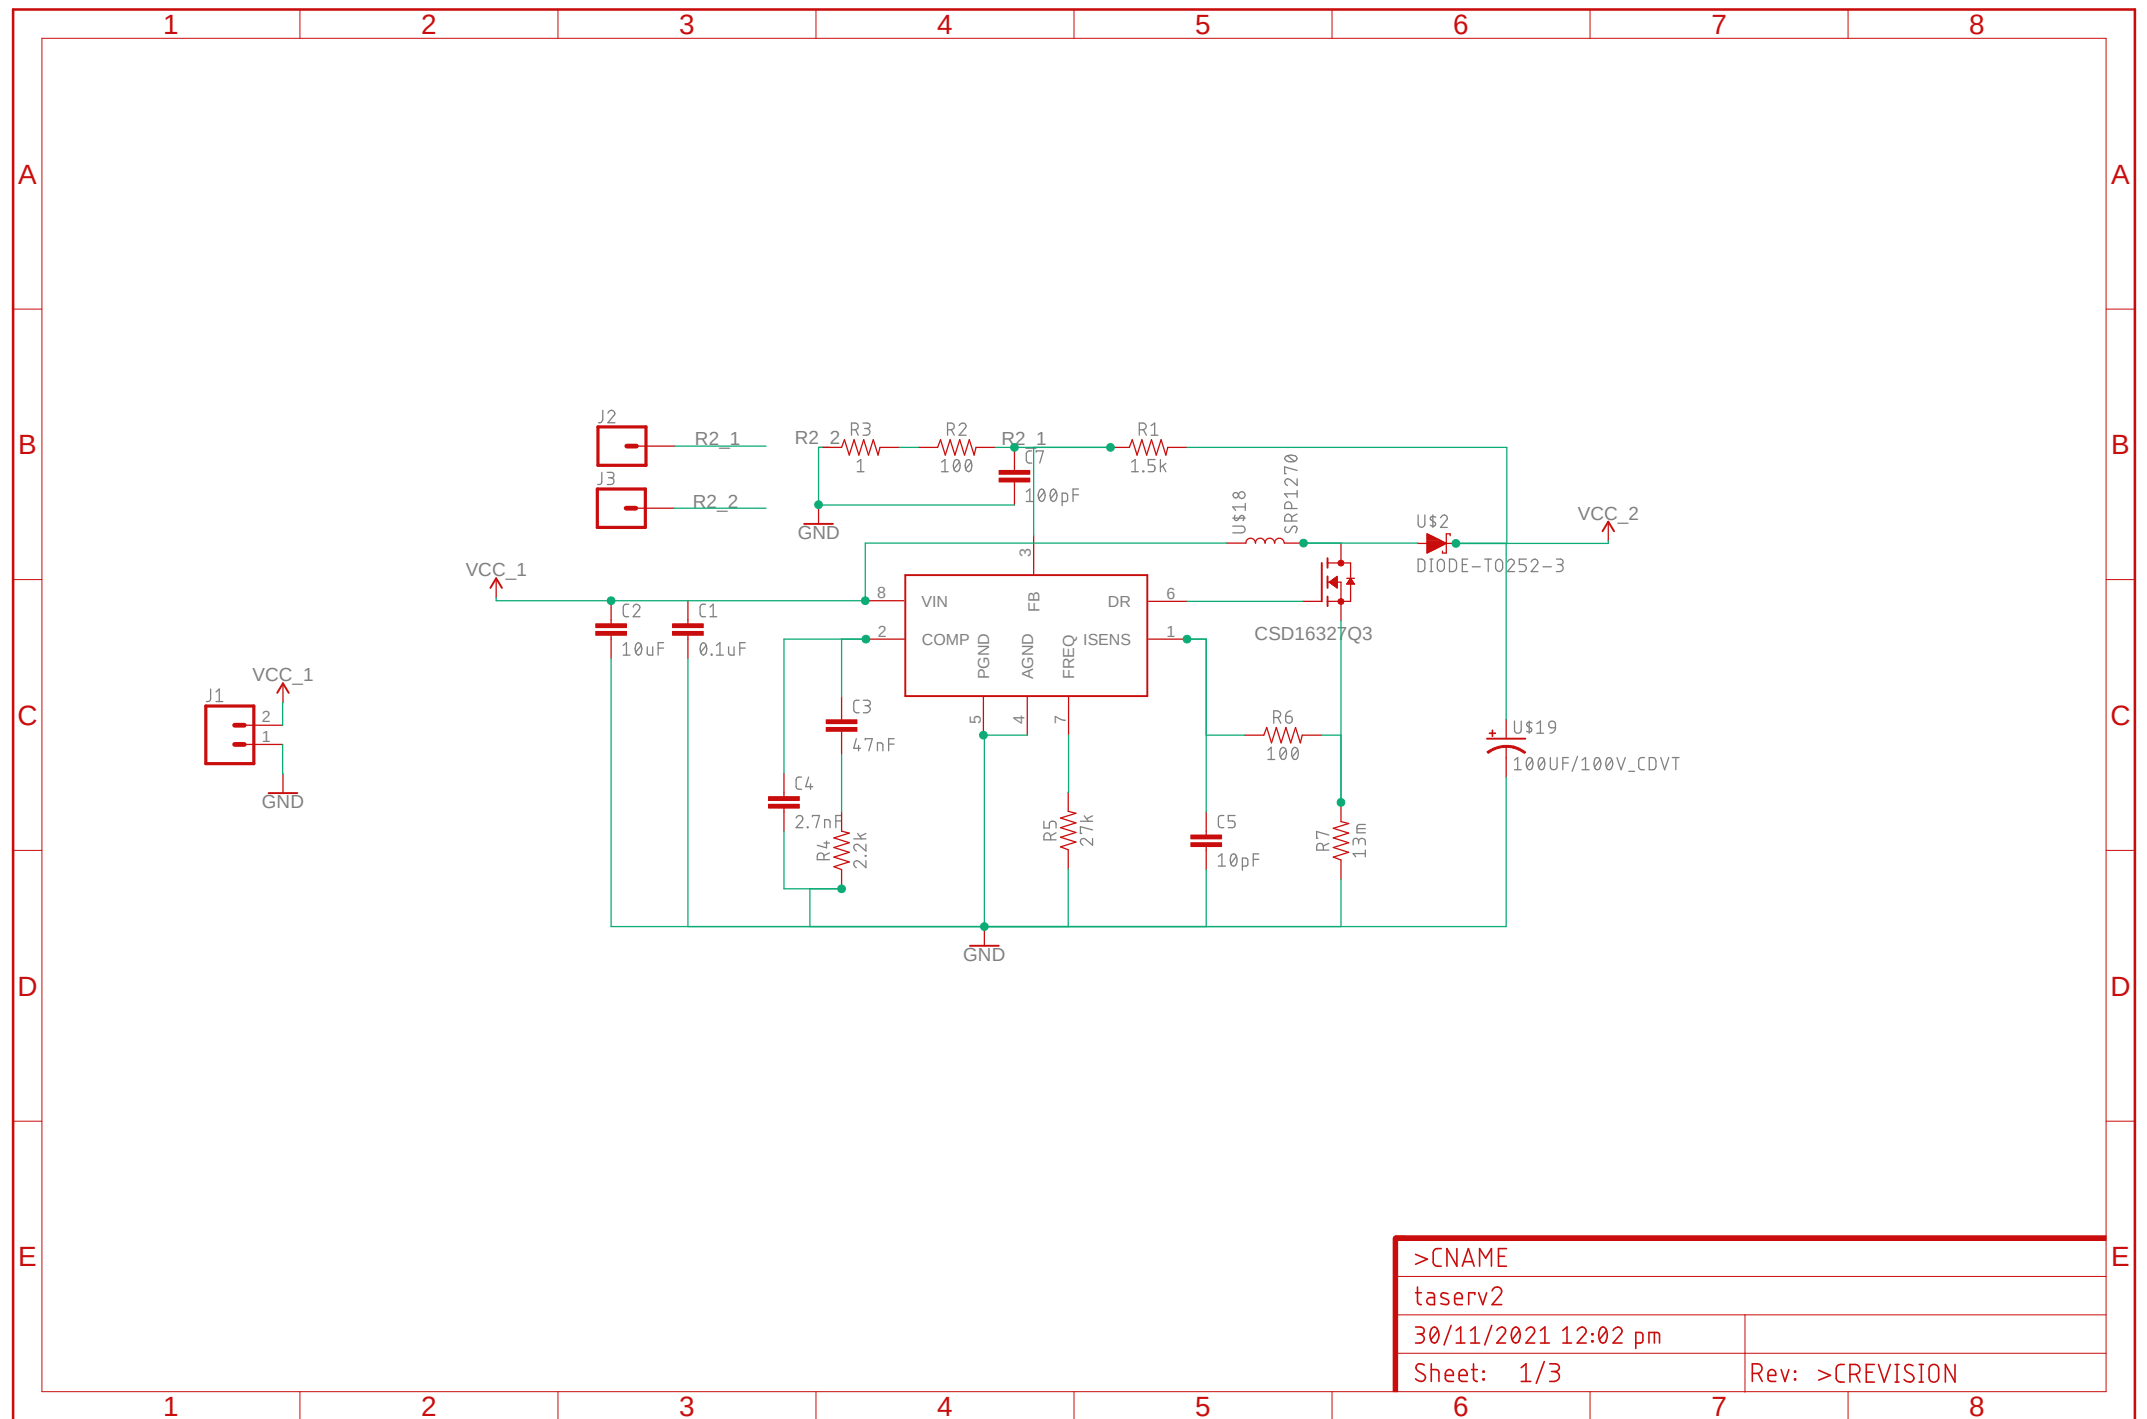 1 2 3 4 5 6 7 8
A A
J2
R2_1
R2_2
R3
1
R2
100
R2_1
R1
1.5k
B B
C7
100pF
J3
R2_2
GND
U$18
SRP1270
U$2
DIODE-TO252-3
VCC_2
VCC_1
3
8 VIN
FB
DR 6
C2
10uF
C1
0.1uF
2 COMP
PGND
AGND
FREQ
ISENS 1
CSD16327Q3
VCC_1
J1
2
1
GND
C C
5
4
7
C3
47nF
R6
100
U$19
100UF/100V_CDVT
C4
2.7nF
R4
2.2k
R5
27k
C5
10pF
R7
13m
GND
D D
E E
>CNAME
taserv2
30/11/2021 12:02 pm
Sheet: 1/3 Rev: >CREVISION
1 2 3 4 5 6 7 8